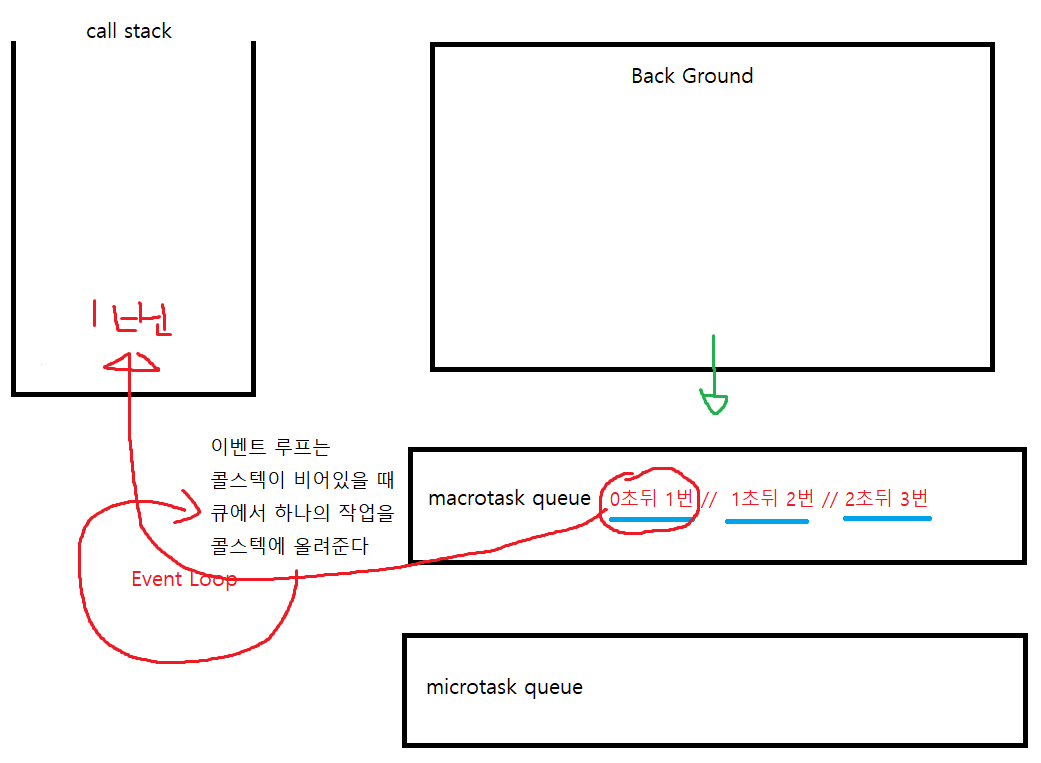 call stack
Back Ground
1번
이벤트 루프는
콜스텍이 비어있을 때
큐에서 하나의 작업을
콜스텍에 올려준다
Event Loop
macrotask queue 0초뒤 1번 // 1초뒤 2번 // 2초뒤 3번
microtask queue